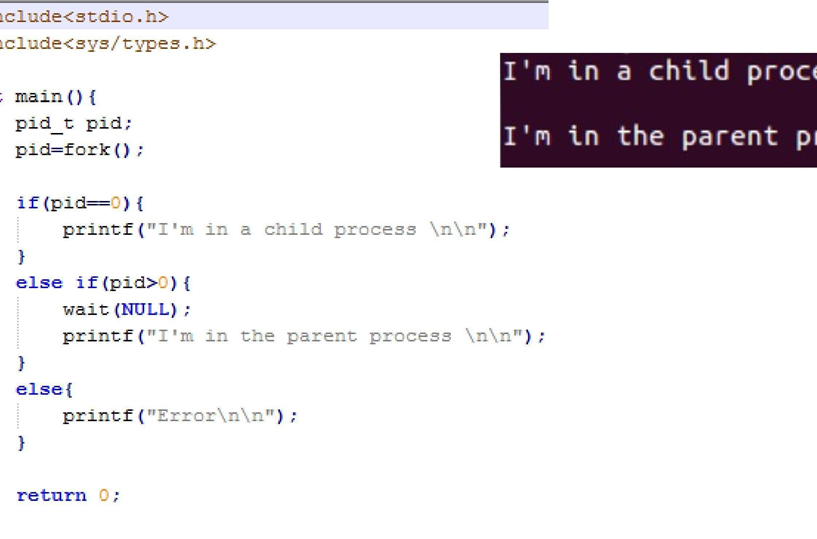 nclude<stdio.h>
nclude<sys/types.h>
t main(){
pid_t pid;
pid=fork();
if(pid==0){
printf("I'm in a child process \n\n");
}
else if(pid>0){
wait(NULL);
printf("I'm in the parent process \n\n");
}
else{
printf("Error\n\n");
}
return 0;
I'm in a child proce
I'm in the parent pr